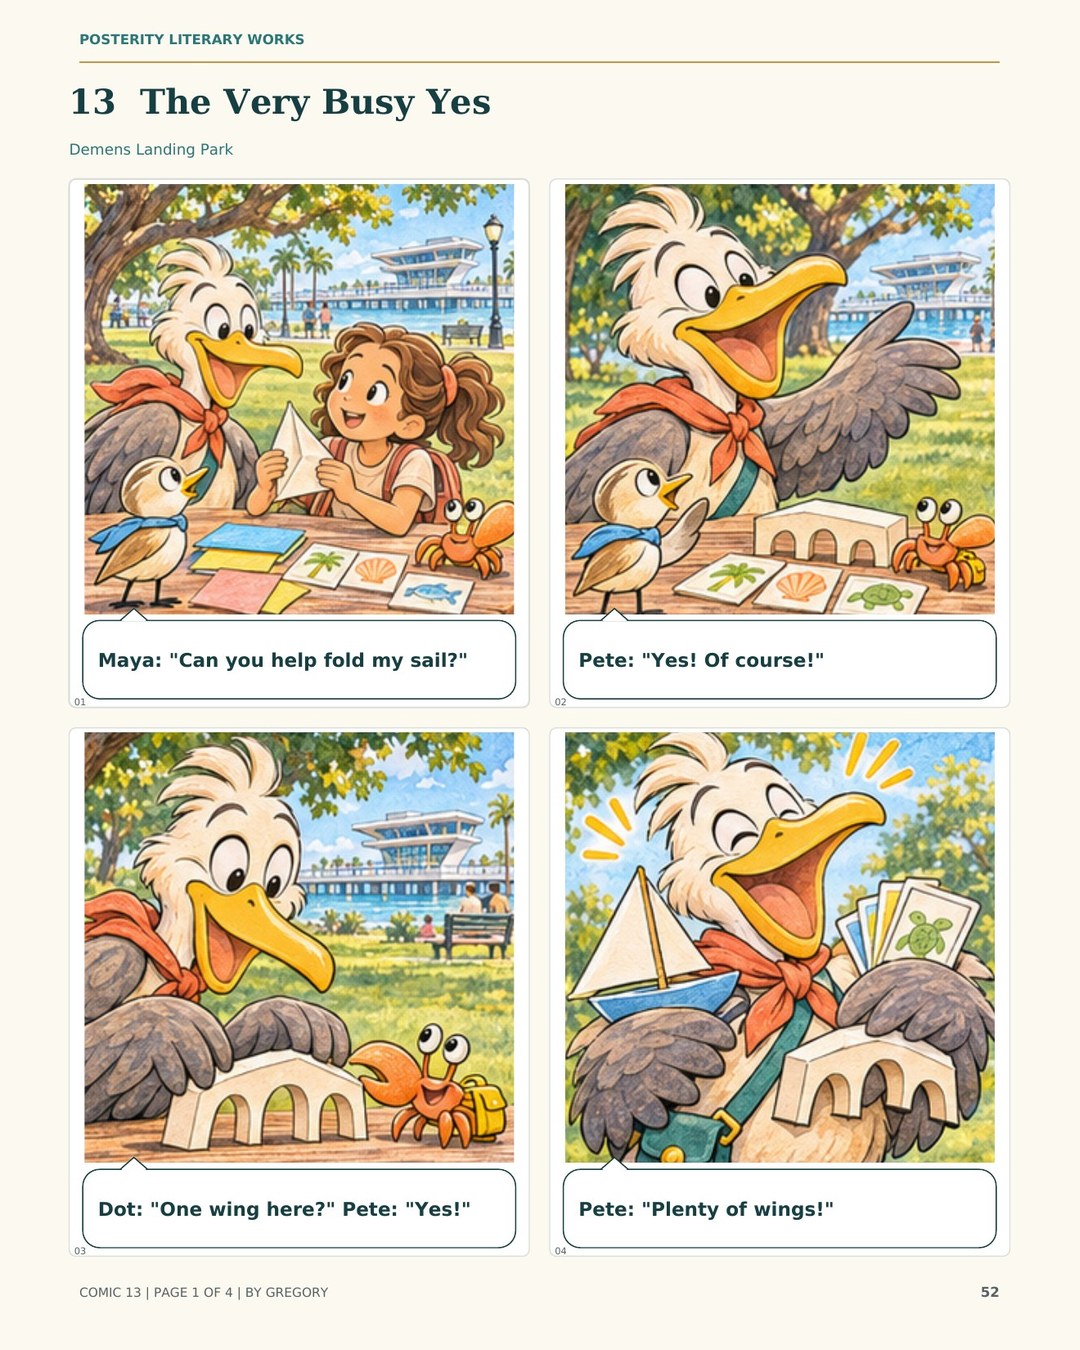 POSTERITY LITERARY WORKS
13 The Very Busy Yes
Demens Landing Park
Maya: "Can you help fold my sail?"
01
Pete: "Yes! Of course!"
02
Dot: "One wing here?" Pete: "Yes!"
03
Pete: "Plenty of wings!"
04
COMIC 13 | PAGE 1 OF 4 | BY GREGORY
52